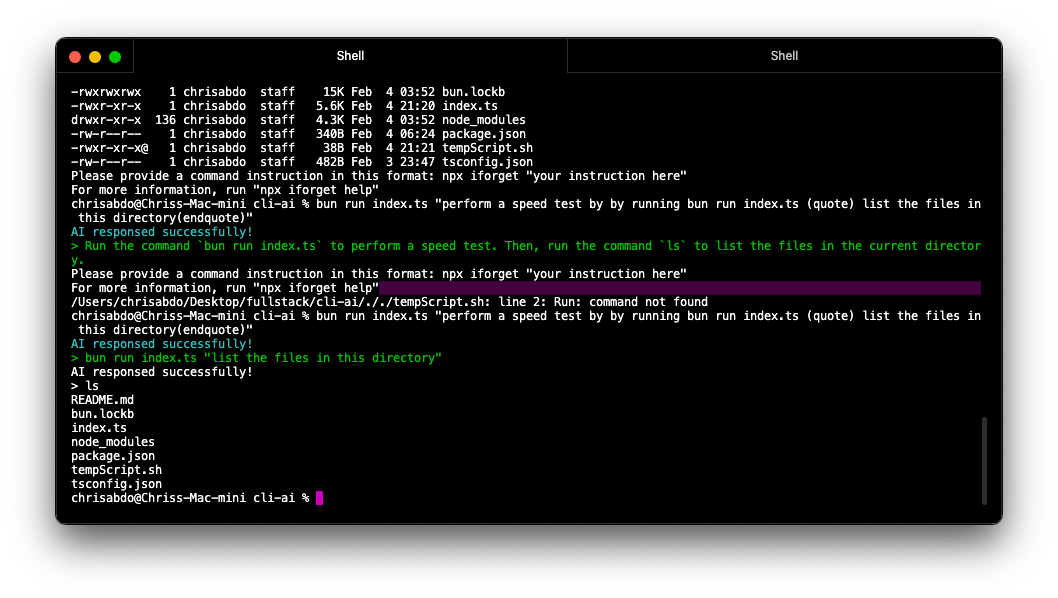 Shell
Shell
-rwxrwxrwx    1 chrisabdo  staff    15K Feb  4 03:52 bun.lockb
-rwxr-xr-x    1 chrisabdo  staff   5.6K Feb  4 21:20 index.ts
drwxr-xr-x  136 chrisabdo  staff   4.3K Feb  4 03:52 node_modules
-rw-r--r--    1 chrisabdo  staff   340B Feb  4 06:24 package.json
-rwxr-xr-x@   1 chrisabdo  staff    38B Feb  4 21:21 tempScript.sh
-rw-r--r--    1 chrisabdo  staff   482B Feb  3 23:47 tsconfig.json
Please provide a command instruction in this format: npx iforget "your instruction here"
For more information, run "npx iforget help"
chrisabdo@Chriss-Mac-mini cli-ai % bun run index.ts "perform a speed test by by running bun run index.ts (quote) list the files in
 this directory(endquote)"
AI responsed successfully!
> Run the command `bun run index.ts` to perform a speed test. Then, run the command `ls` to list the files in the current director
y.
Please provide a command instruction in this format: npx iforget "your instruction here"
For more information, run "npx iforget help"
/Users/chrisabdo/Desktop/fullstack/cli-ai/././tempScript.sh: line 2: Run: command not found
chrisabdo@Chriss-Mac-mini cli-ai % bun run index.ts "perform a speed test by by running bun run index.ts (quote) list the files in
 this directory(endquote)"
AI responsed successfully!
> bun run index.ts "list the files in this directory"
AI responsed successfully!
> ls
README.md
bun.lockb
index.ts
node_modules
package.json
tempScript.sh
tsconfig.json
chrisabdo@Chriss-Mac-mini cli-ai %